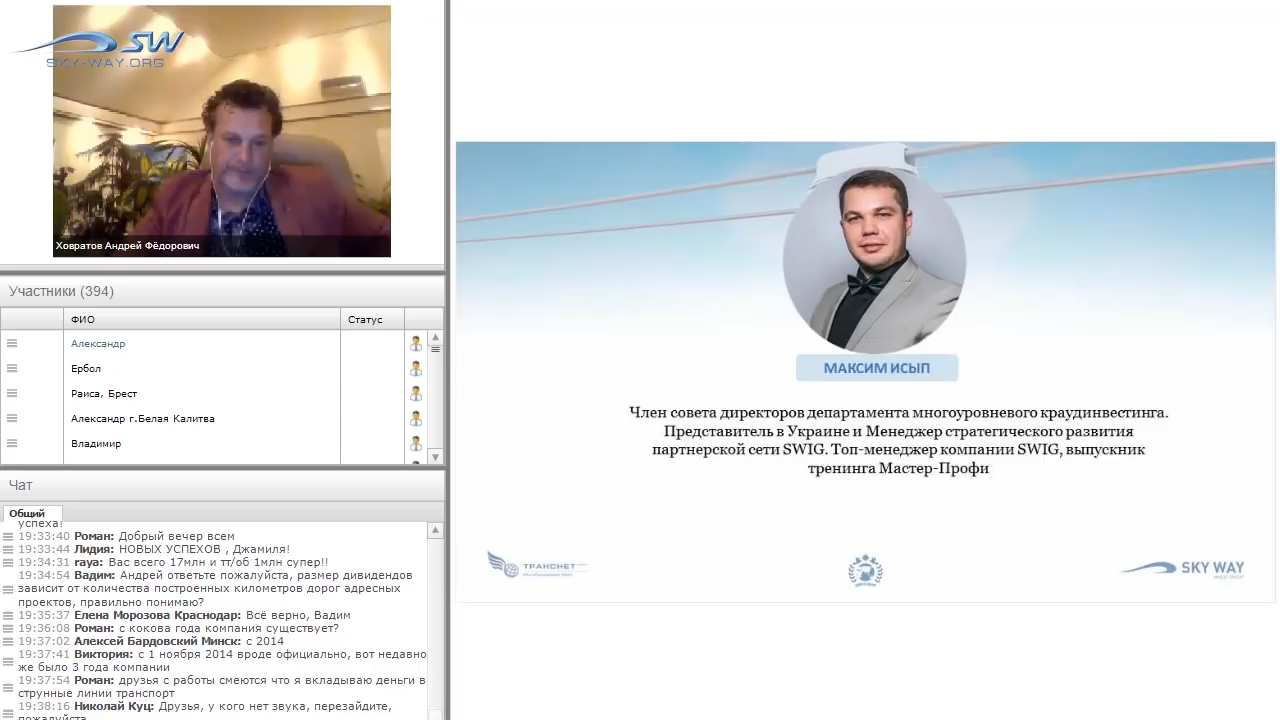 SW
SKY-WAY.ORG
Ховратов Андрей Фёдорович
Участники (394)
ФИО
Статус
Александр
Ербол
Раиса, Брест
Александр г.Белая Калитва
Владимир
Чат
Общий
успеха!
19:33:40 Роман: Добрый вечер всем
19:33:44 Лидия: НОВЫХ УСПЕХОВ , Джамиля!
19:34:31 raya: Вас всего 17млн и тт/об 1млн супер!!
19:34:54 Вадим: Андрей ответьте пожалуйста, размер дивидендов
зависит от количества построенных километров дорог адресных
проектов, правильно понимаю?
19:35:37 Елена Морозова Краснодар: Всё верно, Вадим
19:36:08 Роман: с кокова года компания существует?
19:37:02 Алексей Бардовский Минск: с 2014
19:37:41 Виктория: с 1 ноября 2014 вроде официально, вот недавно
же было 3 года компании
19:37:54 Роман: друзья с работы смеются что я вкладываю деньги в
струнные линии транспорт
19:38:16 Николай Куц: Друзья, у кого нет звука, перезайдите,
пожалуйста
МАКСИМ ИСЫП
Член совета директоров департамента многоуровневого краудинвестинга.
Представитель в Украине и Менеджер стратегического развития
партнерской сети SWIG. Топ-менеджер компании SWIG, выпускник
тренинга Мастер-Профи
ТРАНСНЕТ
SKY WAY